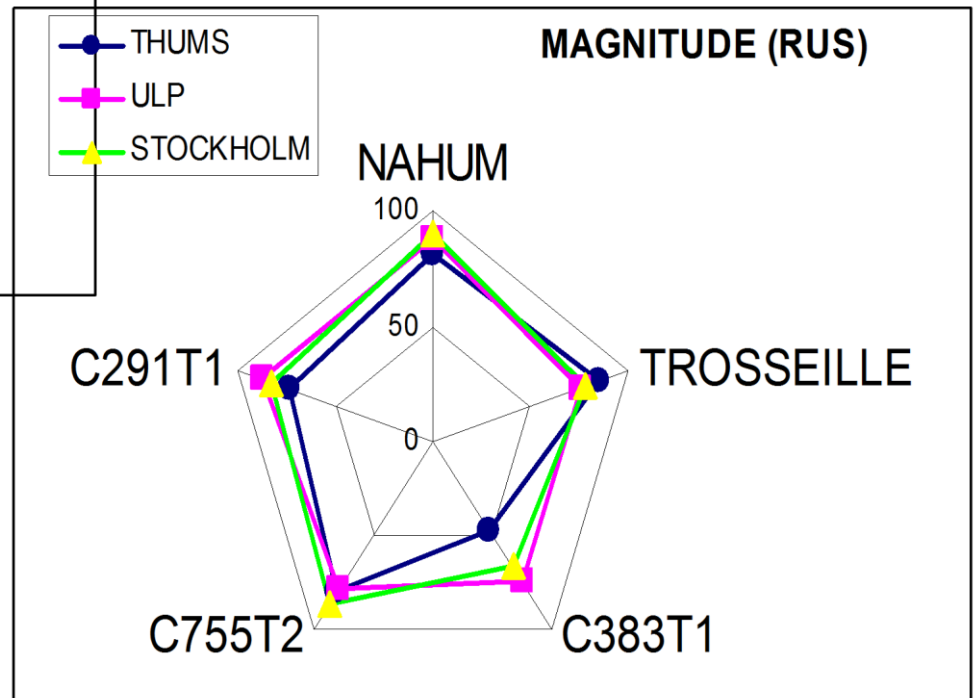 THUMS
ULP
STOCKHOLM
MAGNITUDE (RUS)
NAHUM
100
50
0
TROSSEILLE
C291T1
C755T2
C383T1